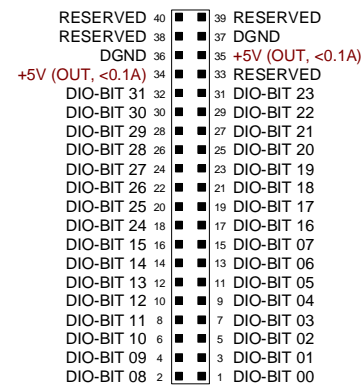 RESERVED 40 39 RESERVED
RESERVED 38 37 DGND
DGND 36 35 +5V (OUT, <0.1A)
+5V (OUT, <0.1A) 34 33 RESERVED
DIO-BIT 31 32 31 DIO-BIT 23
DIO-BIT 30 30 29 DIO-BIT 22
DIO-BIT 29 28 27 DIO-BIT 21
DIO-BIT 28 26 25 DIO-BIT 20
DIO-BIT 27 24 23 DIO-BIT 19
DIO-BIT 26 22 21 DIO-BIT 18
DIO-BIT 25 20 19 DIO-BIT 17
DIO-BIT 24 18 17 DIO-BIT 16
DIO-BIT 15 16 15 DIO-BIT 07
DIO-BIT 14 14 13 DIO-BIT 06
DIO-BIT 13 12 11 DIO-BIT 05
DIO-BIT 12 10 9 DIO-BIT 04
DIO-BIT 11 8 7 DIO-BIT 03
DIO-BIT 10 6 5 DIO-BIT 02
DIO-BIT 09 4 3 DIO-BIT 01
DIO-BIT 08 2 1 DIO-BIT 00